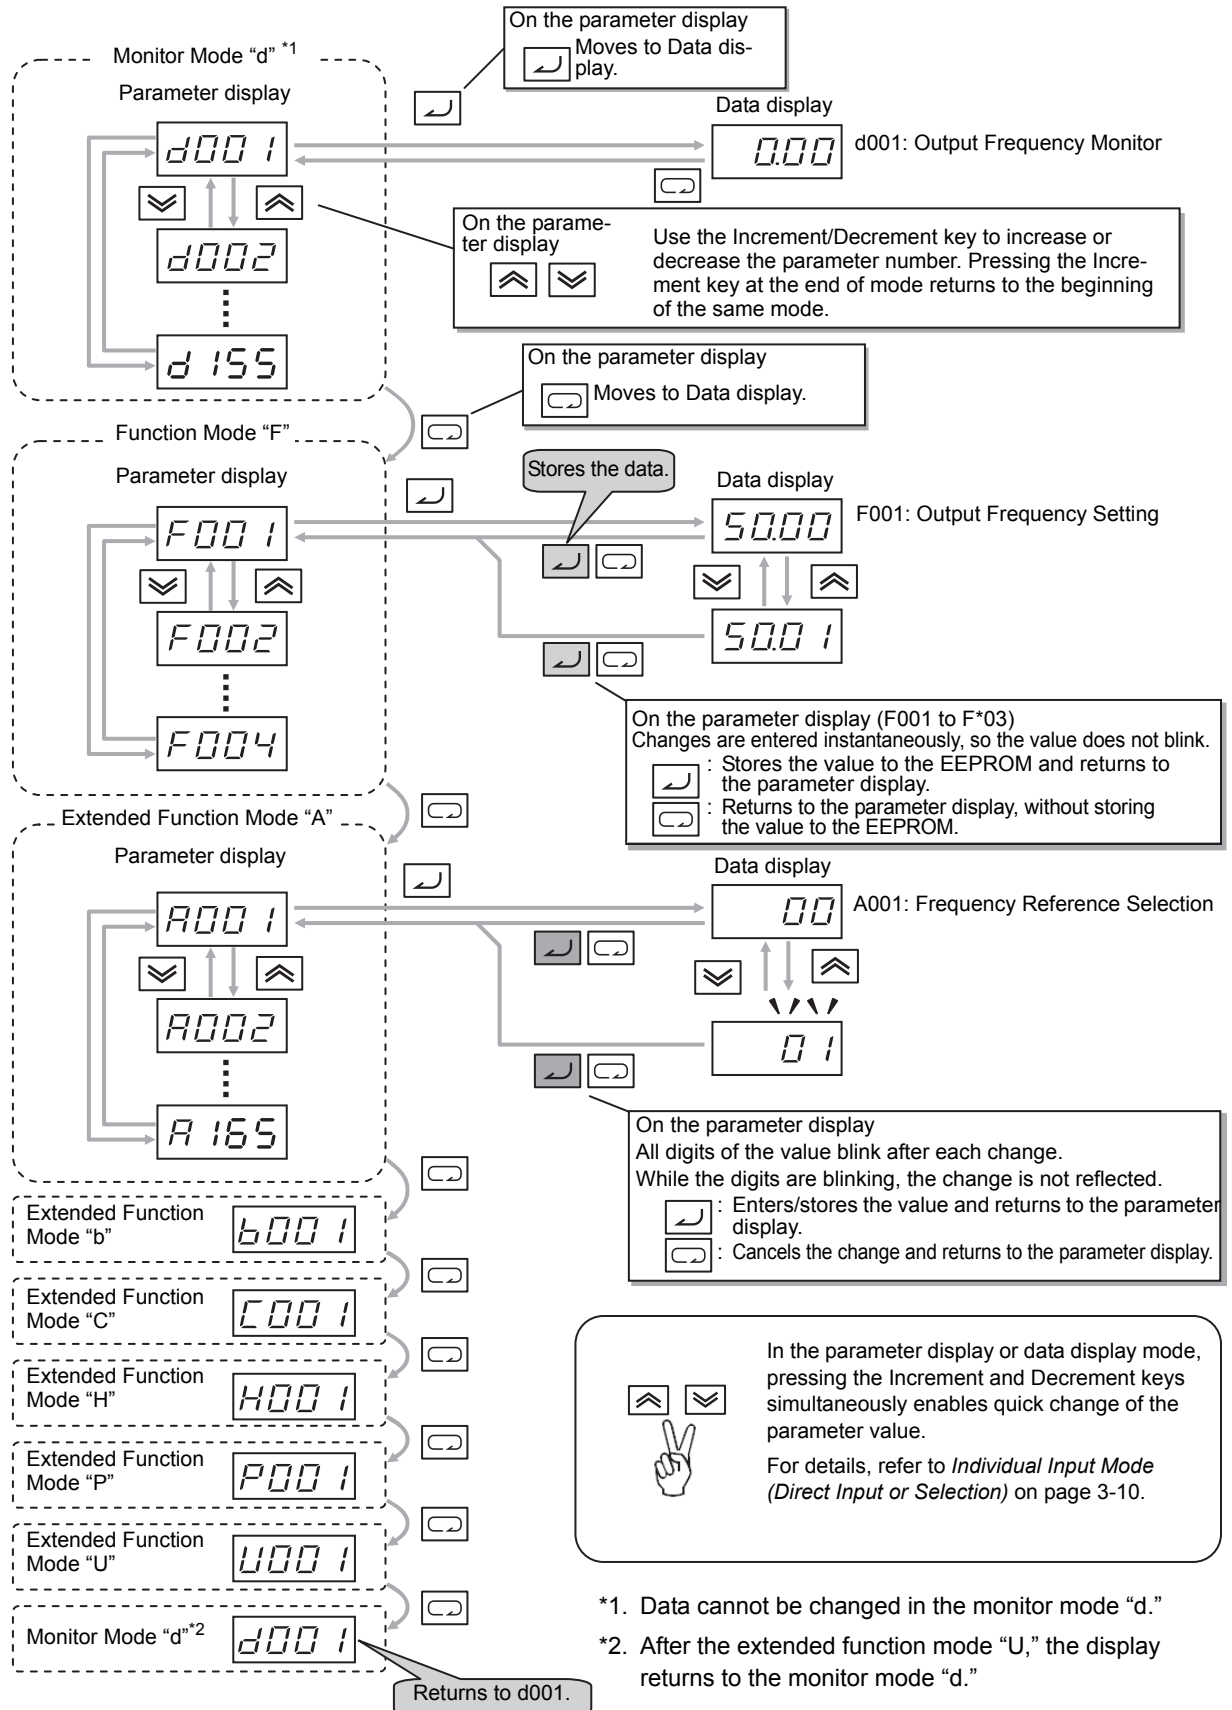 On the parameter display
Moves to Data dis-
play.
Monitor Mode “d” *1
Parameter display
Data display
d001
0.00
d001: Output Frequency Monitor
On the parame-
ter display
Use the Increment/Decrement key to increase or
decrease the parameter number. Pressing the Incre-
ment key at the end of mode returns to the beginning
of the same mode.
d002
d155
On the parameter display
Moves to Data display.
Function Mode “F”
Parameter display
Stores the data.
Data display
F001
50.00
F001: Output Frequency Setting
F002
50.01
F004
On the parameter display (F001 to F*03)
Changes are entered instantaneously, so the value does not blink.
: Stores the value to the EEPROM and returns to
the parameter display.
: Returns to the parameter display, without storing
the value to the EEPROM.
Extended Function Mode “A”
Parameter display
Data display
A001
00
A001: Frequency Reference Selection
A002
01
A165
On the parameter display
All digits of the value blink after each change.
While the digits are blinking, the change is not reflected.
: Enters/stores the value and returns to the parameter
display.
: Cancels the change and returns to the parameter display.
Extended Function
Mode “b”
b001
Extended Function
Mode “C”
C001
Extended Function
Mode “H”
H001
Extended Function
Mode “P”
P001
Extended Function
Mode “U”
U001
Monitor Mode “d”*2
d001
Returns to d001.
In the parameter display or data display mode,
pressing the Increment and Decrement keys
simultaneously enables quick change of the
parameter value.
For details, refer to Individual Input Mode
(Direct Input or Selection) on page 3-10.
*1. Data cannot be changed in the monitor mode “d.”
*2. After the extended function mode “U,” the display
returns to the monitor mode “d.”